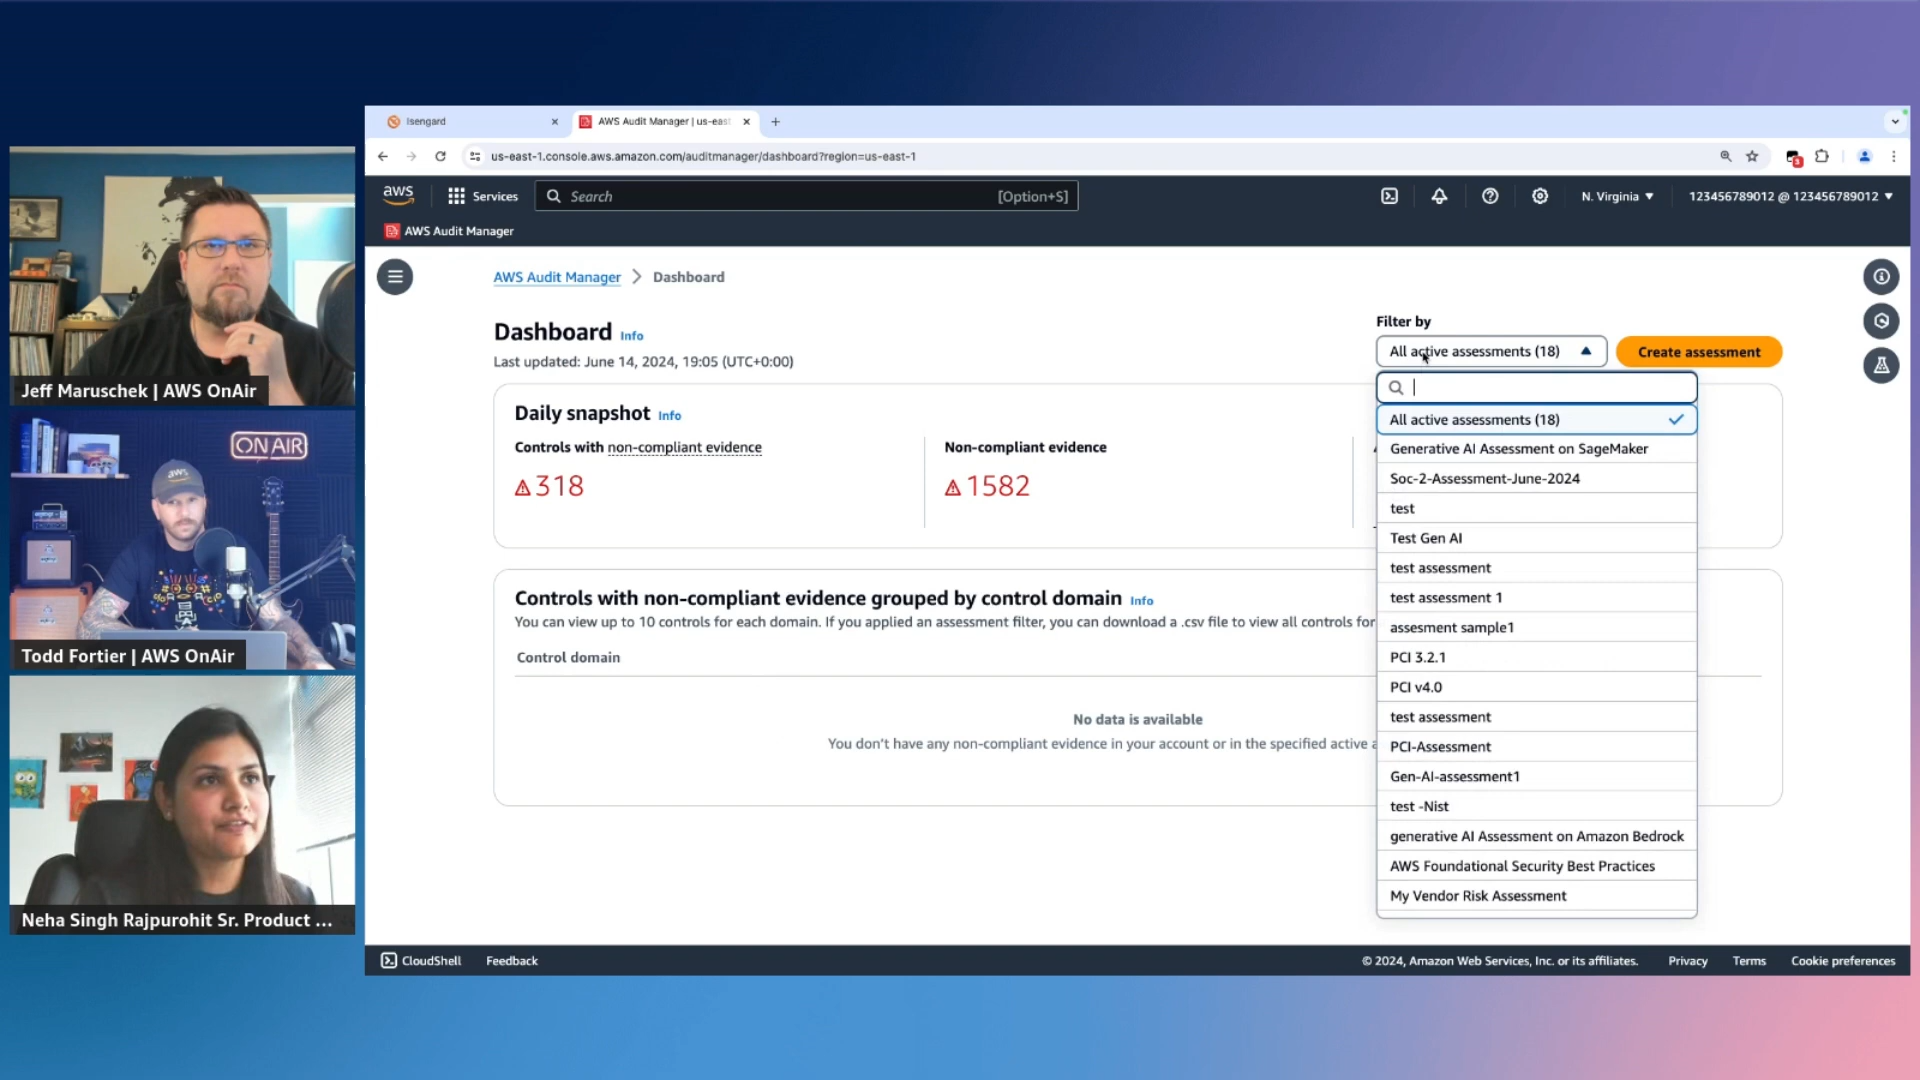 Isengard
AWS Audit Manager | us-east
us-east-1.console.aws.amazon.com/auditmanager/dashboard?region=us-east-1
aws
Services
Search
[Option+S]
N. Virginia
123456789012 @ 123456789012
AWS Audit Manager
AWS Audit Manager > Dashboard
Dashboard Info
Last updated: June 14, 2024, 19:05 (UTC+0:00)
Filter by
All active assessments (18)
Create assessment
All active assessments (18)
Generative AI Assessment on SageMaker
Soc-2-Assessment-June-2024
test
Test Gen AI
test assessment
test assessment 1
assesment sample1
PCI 3.2.1
PCI v4.0
test assessment
PCI-Assessment
Gen-AI-assessment1
test -Nist
generative AI Assessment on Amazon Bedrock
AWS Foundational Security Best Practices
My Vendor Risk Assessment
Daily snapshot Info
Controls with non-compliant evidence
318
Non-compliant evidence
1582
Controls with non-compliant evidence grouped by control domain Info
You can view up to 10 controls for each domain. If you applied an assessment filter, you can download a .csv file to view all controls for
Control domain
No data is available
You don't have any non-compliant evidence in your account or in the specified active
CloudShell
Feedback
© 2024, Amazon Web Services, Inc. or its affiliates.
Privacy
Terms
Cookie preferences
Jeff Maruschek | AWS OnAir
ON AIR
aws
Todd Fortier | AWS OnAir
Neha Singh Rajpurohit Sr. Product ...